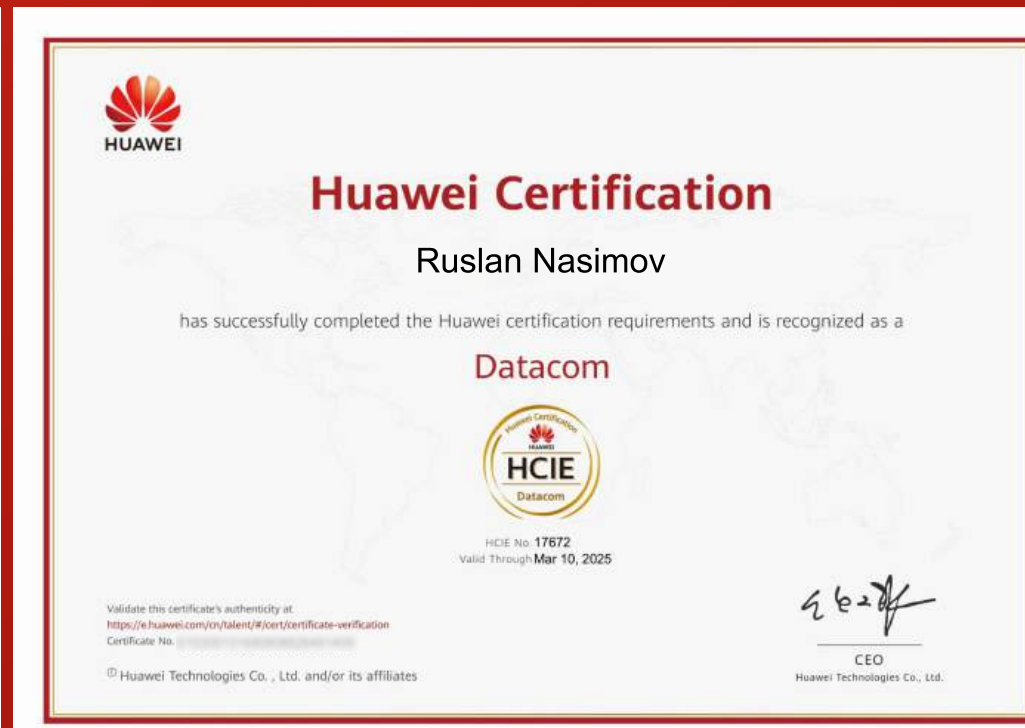 HUAWEI
Huawei Certification
Ruslan Nasimov
has successfully completed the Huawei certification requirements and is recognized as a
Datacom
Huawei Certification
HUAWEI
HCIE
Datacom
HCIE No. 17672
Valid Through Mar 10, 2025
Validate this certificate's authenticity at
https://e.huawei.com/cn/talent/#/cert/certificate-verification
Certificate No.
Huawei Technologies Co. , Ltd. and/or its affiliates
CEO
Huawei Technologies Co., Ltd.